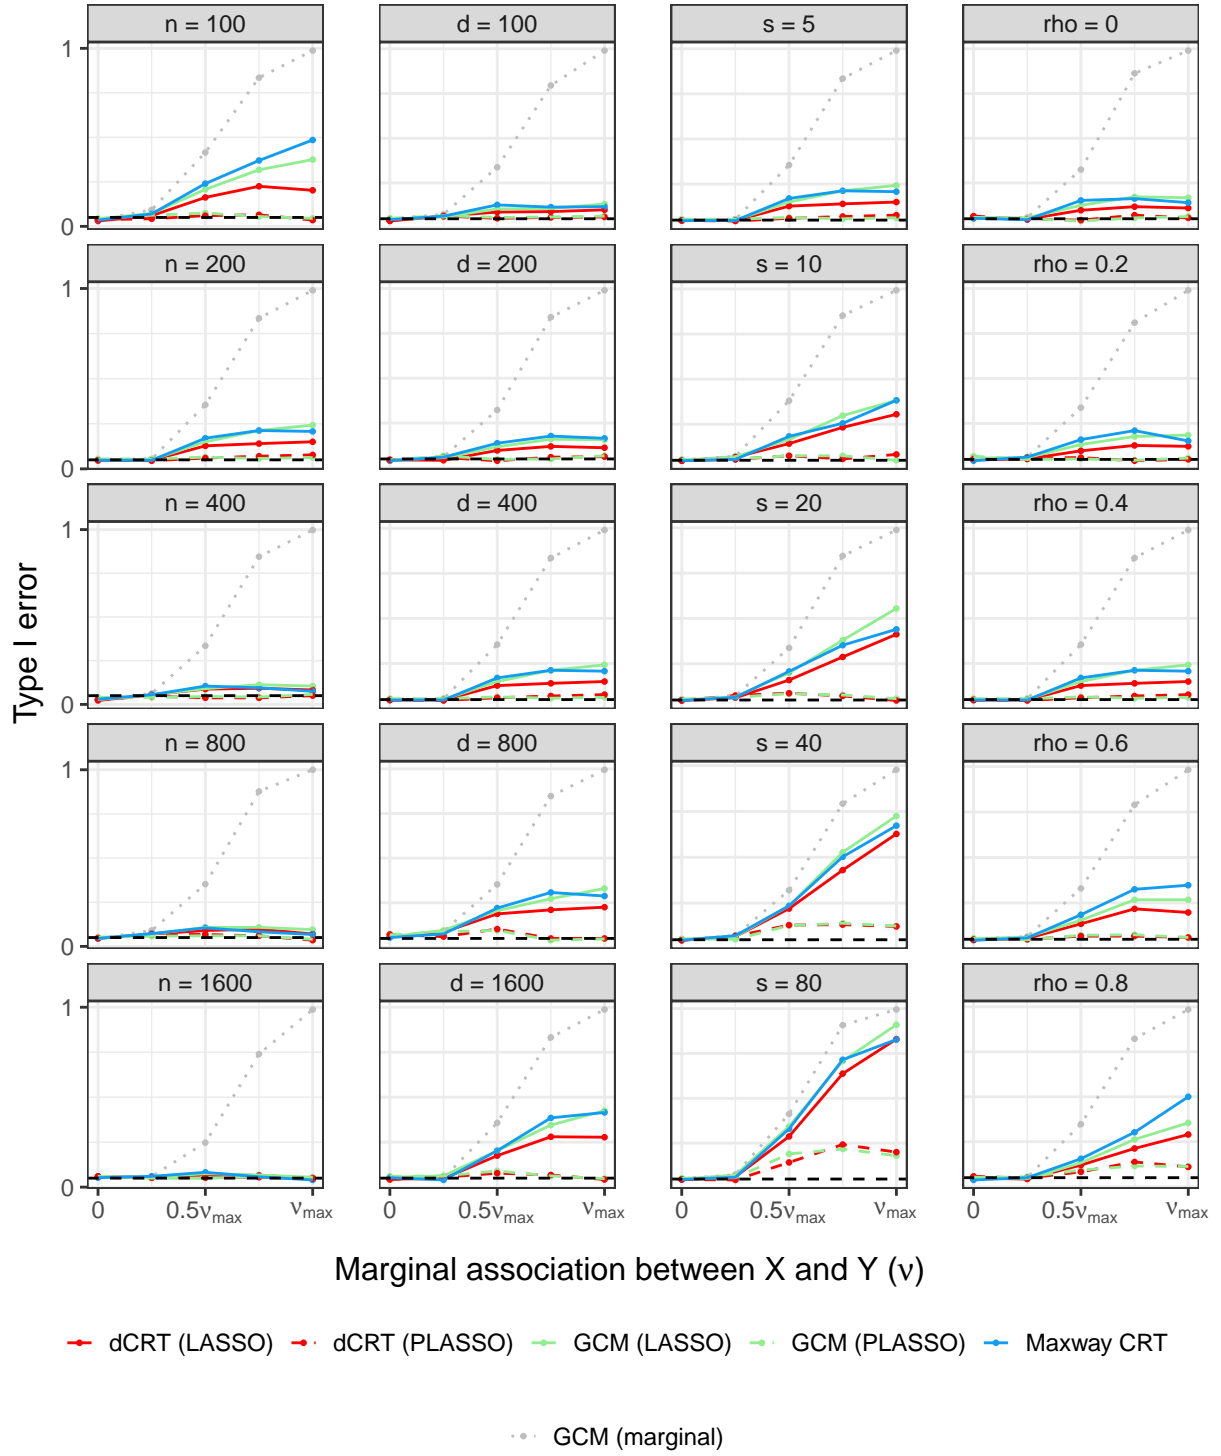 n = 100 d = 100 s = 5 rho = 0
1
0
n = 200 d = 200 s = 10 rho = 0.2
1
0
n = 400 d = 400 s = 20 rho = 0.4
1
0
n = 800 d = 800 s = 40 rho = 0.6
1
0
n = 1600 d = 1600 s = 80 rho = 0.8
1
0
Type I error
0 0.5νmax νmax 0 0.5νmax νmax 0 0.5νmax νmax 0 0.5νmax νmax
Marginal association between X and Y (ν)
dCRT (LASSO) dCRT (PLASSO) GCM (LASSO) GCM (PLASSO) Maxway CRT
GCM (marginal)